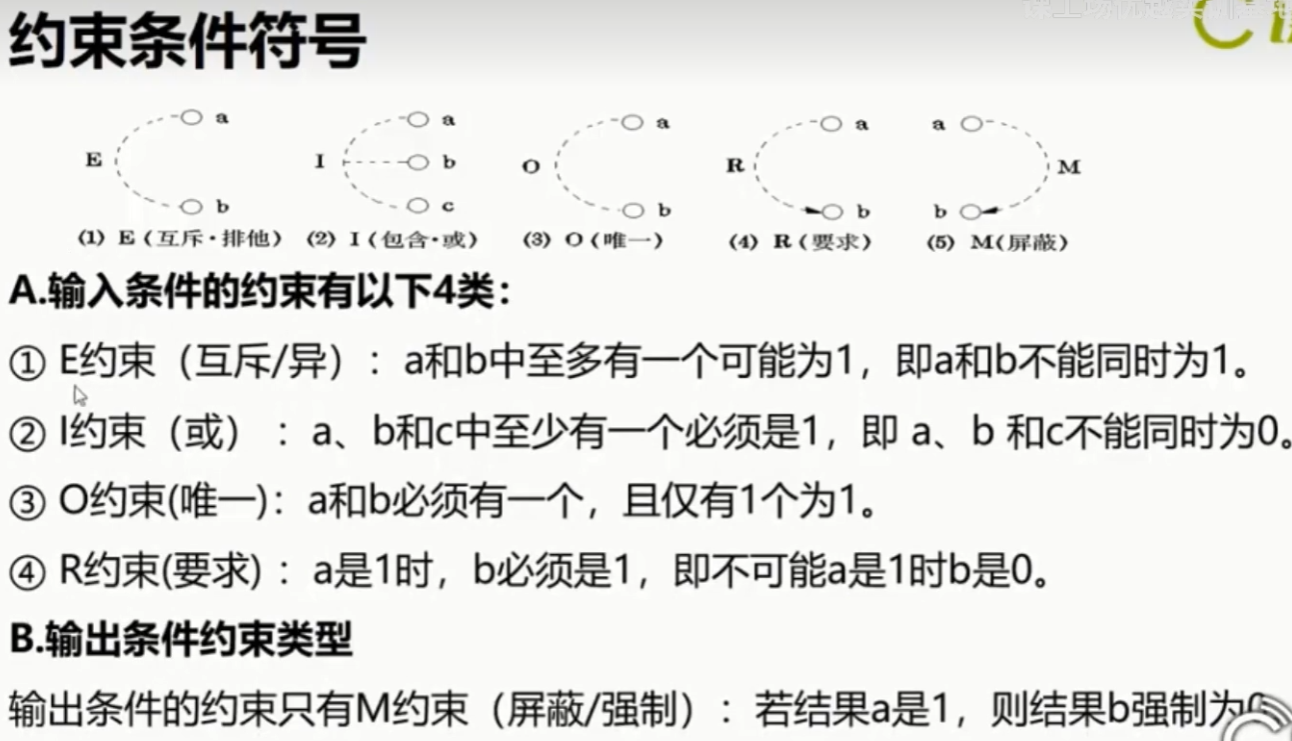 约束条件符号
E a b
I a b c
O a b
R a b
a b M
(1) E(互斥·排他) (2) I(包含·或) (3) O(唯一) (4) R(要求) (5) M(屏蔽)
A.输入条件的约束有以下4类：
① E约束（互斥/异）：a和b中至多有一个可能为1，即a和b不能同时为1。
② I约束（或）：a、b和c中至少有一个必须是1，即 a、b 和c不能同时为0。
③ O约束(唯一)：a和b必须有一个，且仅有1个为1。
④ R约束(要求)：a是1时，b必须是1，即不可能a是1时b是0。
B.输出条件约束类型
输出条件的约束只有M约束（屏蔽/强制）：若结果a是1，则结果b强制为0